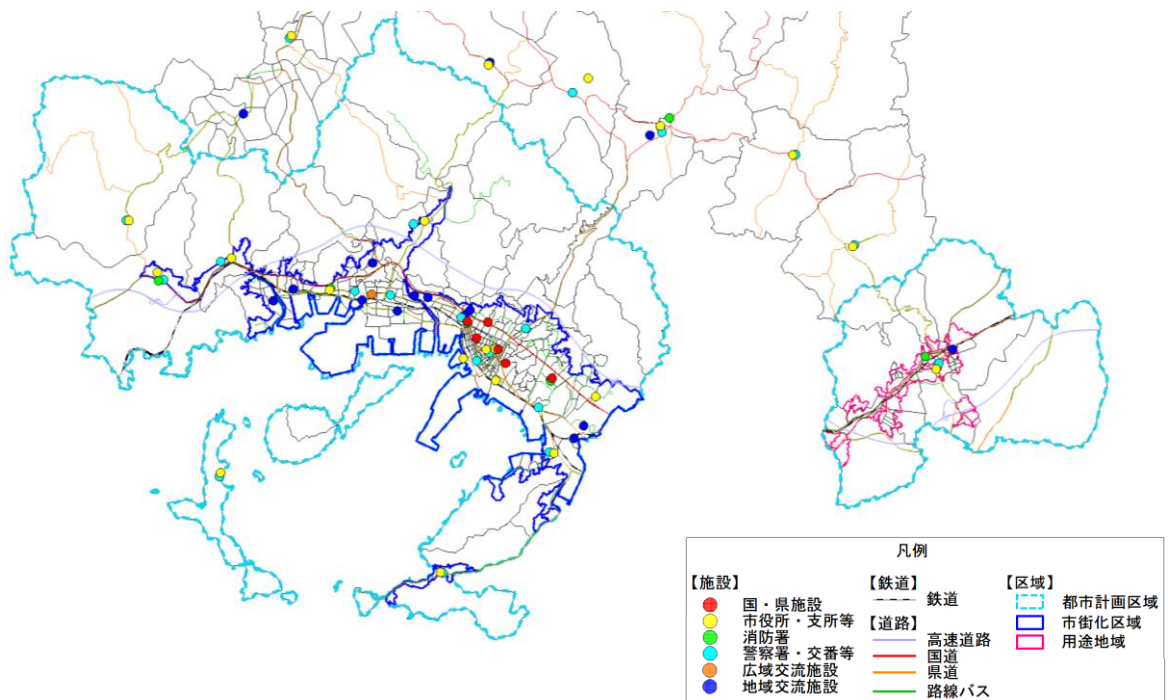 凡例
【施設】
国・県施設
市役所・支所等
消防署
警察署・交番等
広域交流施設
地域交流施設
【鉄道】
鉄道
【道路】
高速道路
国道
県道
路線バス
【区域】
都市計画区域
市街化区域
用途地域